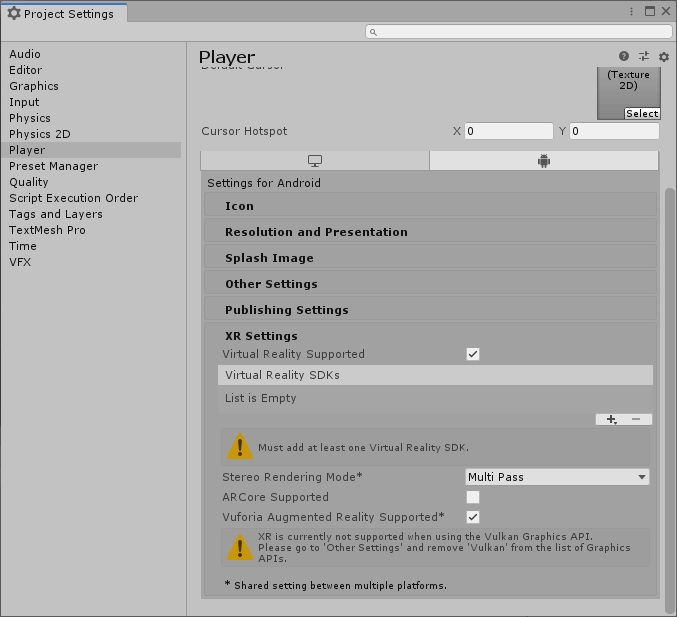 Project Settings
Audio
Editor
Graphics
Input
Physics
Physics 2D
Player
Preset Manager
Quality
Script Execution Order
Tags and Layers
TextMesh Pro
Time
VFX
Player
Default Cursor
(Texture
2D)
Select
Cursor Hotspot X 0 Y 0
Settings for Android
Icon
Resolution and Presentation
Splash Image
Other Settings
Publishing Settings
XR Settings
Virtual Reality Supported
Virtual Reality SDKs
List is Empty
Must add at least one Virtual Reality SDK.
Stereo Rendering Mode* Multi Pass
ARCore Supported
Vuforia Augmented Reality Supported*
XR is currently not supported when using the Vulkan Graphics API.
Please go to 'Other Settings' and remove 'Vulkan' from the list of Graphics
APIs.
* Shared setting between multiple platforms.